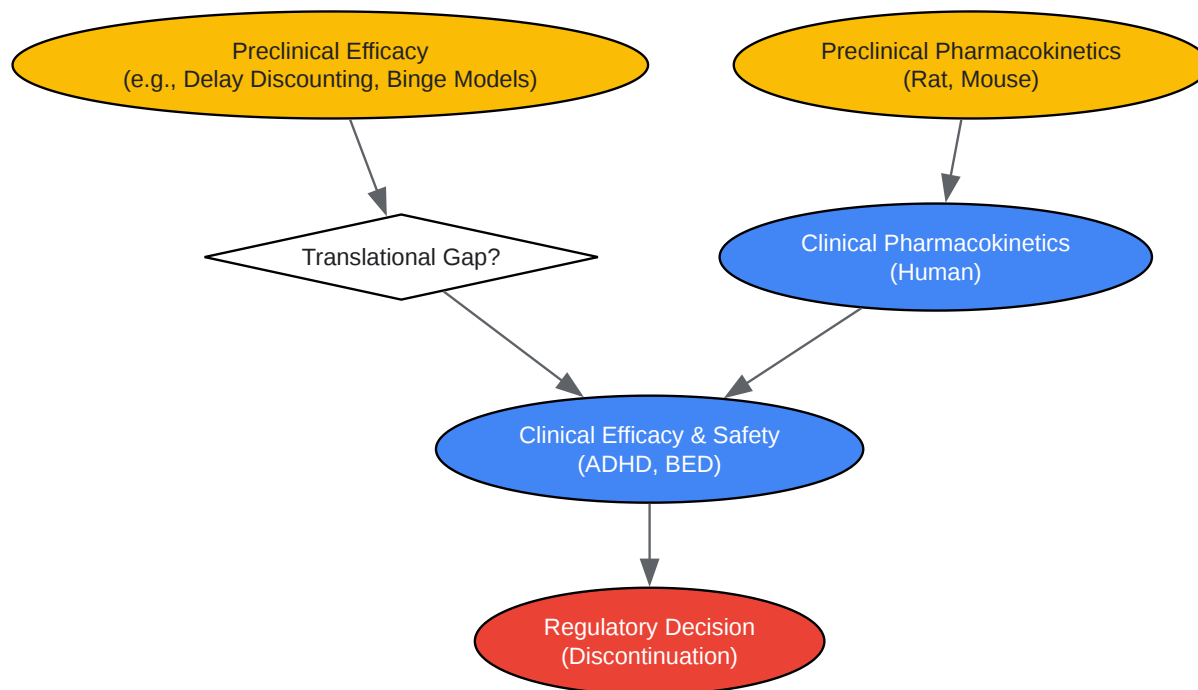 Preclinical Efficacy
(e.g., Delay Discounting, Binge Models)
Preclinical Pharmacokinetics
(Rat, Mouse)
Translational Gap?
Clinical Pharmacokinetics
(Human)
Clinical Efficacy & Safety
(ADHD, BED)
Regulatory Decision
(Discontinuation)